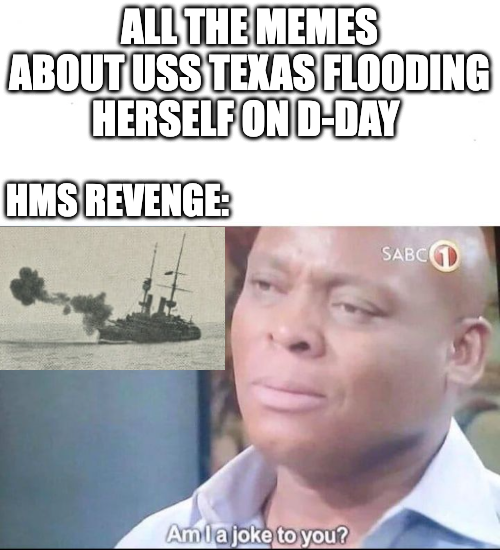 ALL THE MEMES
ABOUT USS TEXAS FLOODING
HERSELF ON D-DAY
HMS REVENGE:
SABC 1
Am I a joke to you?